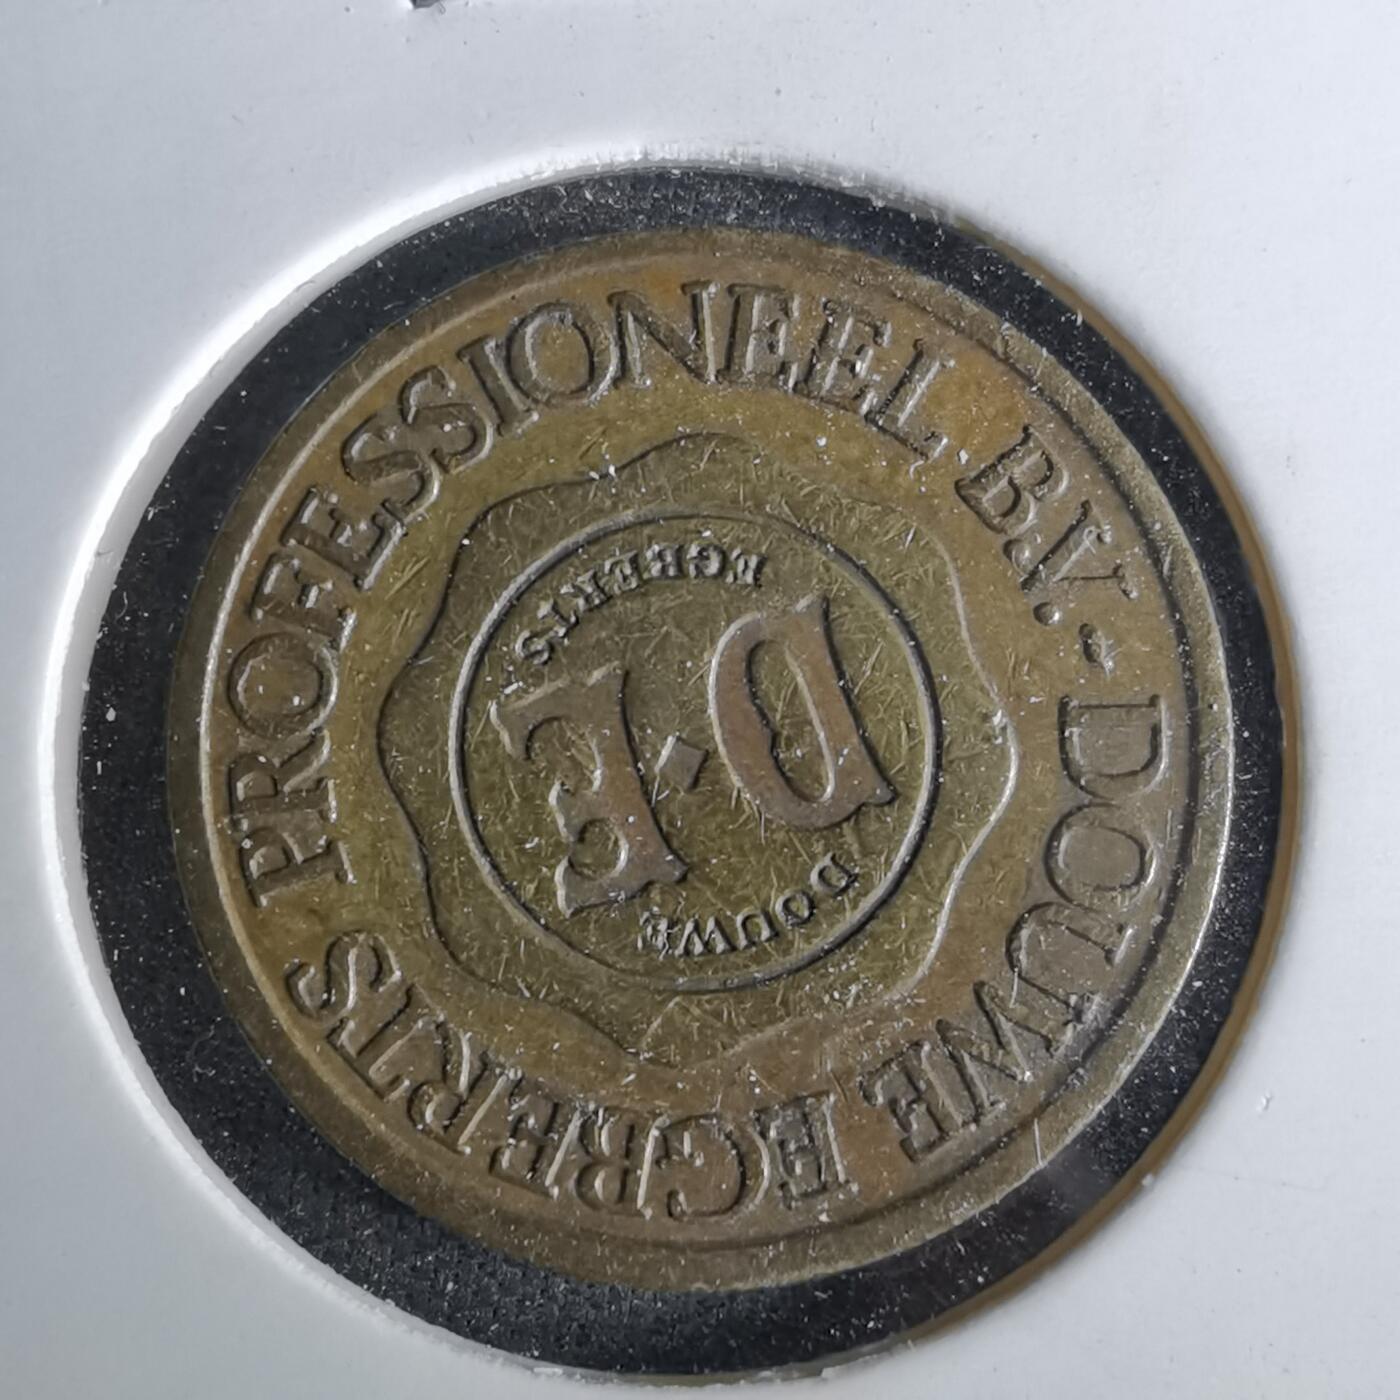 DOUWE EGBERTS PROFESSIONEEL B.V. ·
DOUWE
D·E
EGBERTS